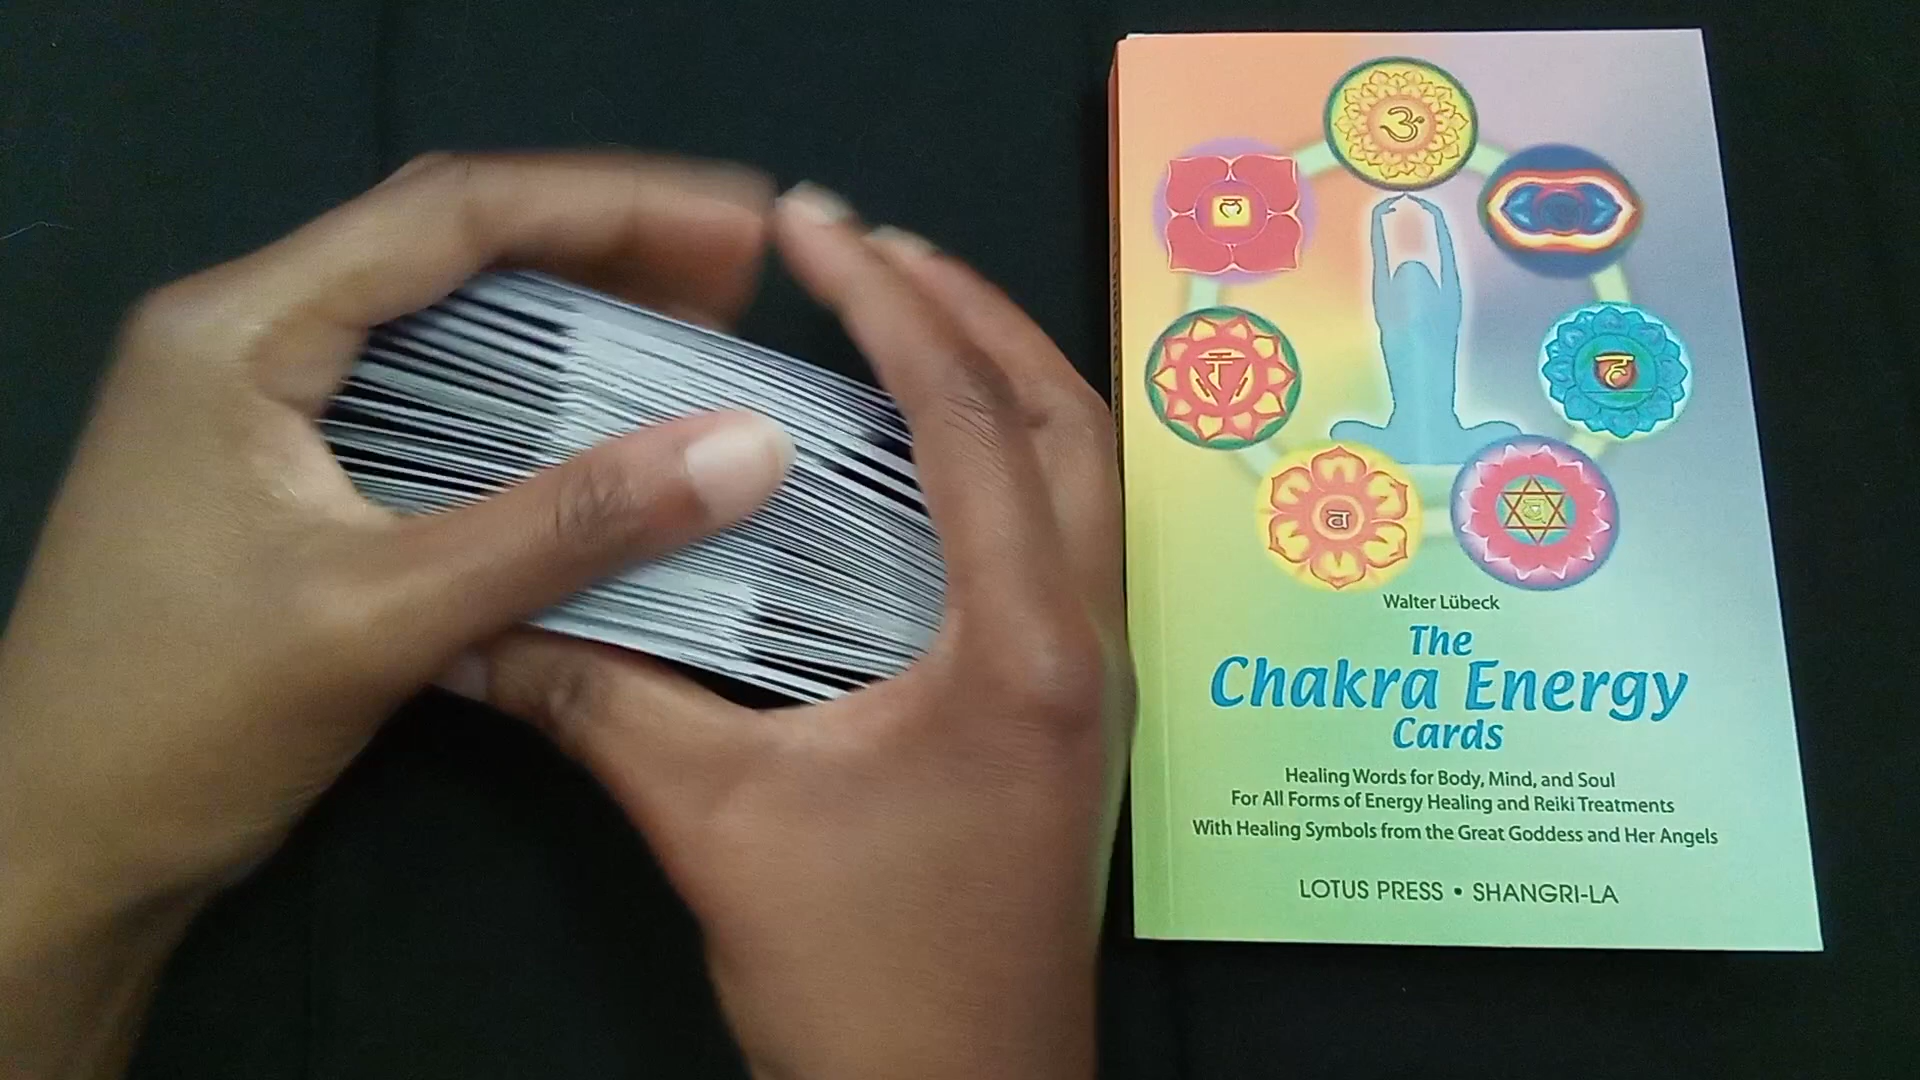 ॐ
लं
रं
हं
वं
यं
Walter Lübeck
The
Chakra Energy
Cards
Healing Words for Body, Mind, and Soul
For All Forms of Energy Healing and Reiki Treatments
With Healing Symbols from the Great Goddess and Her Angels
LOTUS PRESS • SHANGRI-LA